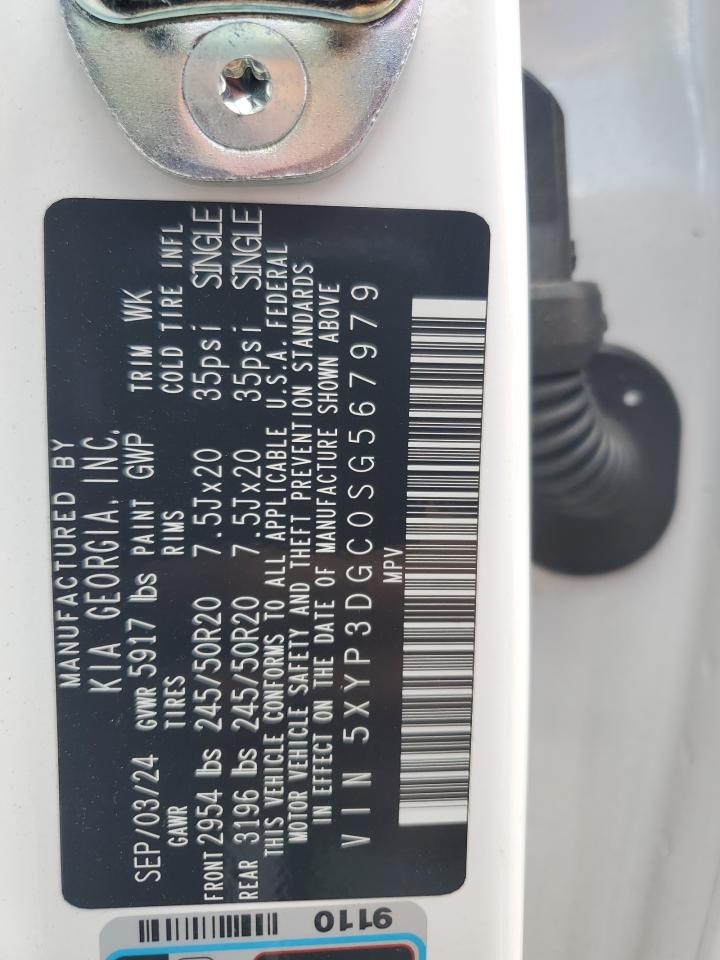 MANUFACTURED BY
KIA GEORGIA, INC.
SEP/03/24 GVWR 5917 lbs PAINT GWP TRIM WK
GAWR TIRES RIMS COLD TIRE INFL
FRONT 2954 lbs 245/50R20 7.5Jx20 35psi SINGLE
REAR 3196 lbs 245/50R20 7.5Jx20 35psi SINGLE
THIS VEHICLE CONFORMS TO ALL APPLICABLE U.S.A. FEDERAL
MOTOR VEHICLE SAFETY AND THEFT PREVENTION STANDARDS
IN EFFECT ON THE DATE OF MANUFACTURE SHOWN ABOVE
VIN 5XYP3DGC0SG567979
MPV
9110